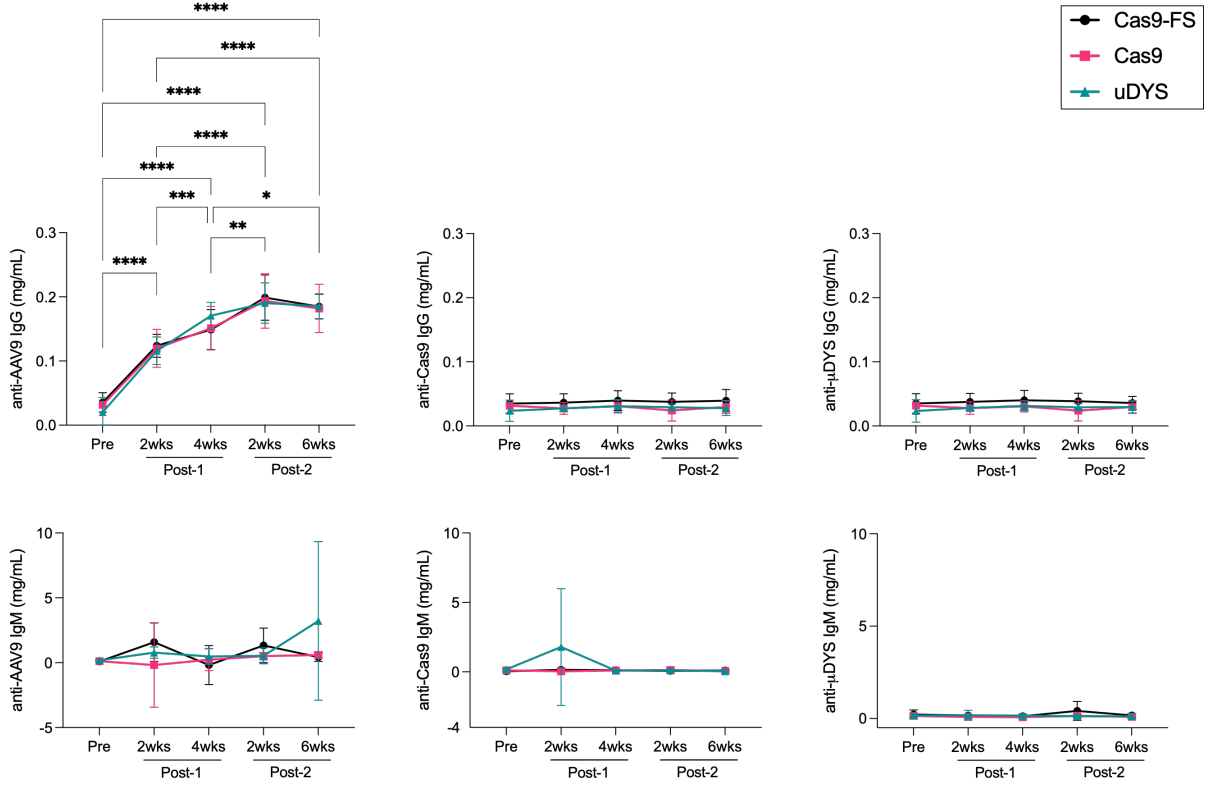 ****
****
****
****
****
***
*
**
****
Cas9-FS
Cas9
uDYS
anti-AAV9 IgG (mg/mL)
0.3
0.2
0.1
0.0
Pre
2wks
4wks
2wks
6wks
Post-1
Post-2
anti-Cas9 IgG (mg/mL)
0.3
0.2
0.1
0.0
Pre
2wks
4wks
2wks
6wks
Post-1
Post-2
anti-µDYS IgG (mg/mL)
0.3
0.2
0.1
0.0
Pre
2wks
4wks
2wks
6wks
Post-1
Post-2
anti-AAV9 IgM (mg/mL)
10
5
0
-5
Pre
2wks
4wks
2wks
6wks
Post-1
Post-2
anti-Cas9 IgM (mg/mL)
10
5
0
-4
Pre
2wks
4wks
2wks
6wks
Post-1
Post-2
anti-µDYS IgM (mg/mL)
10
5
0
Pre
2wks
4wks
2wks
6wks
Post-1
Post-2